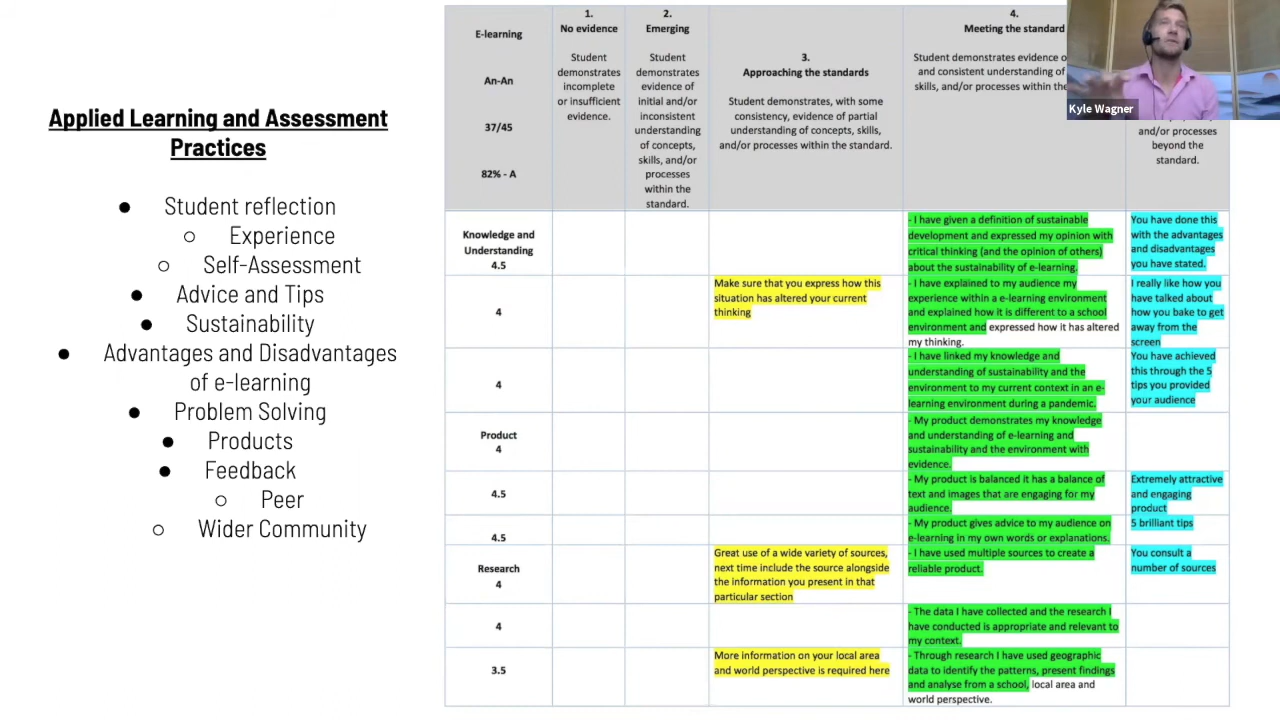 Applied Learning and Assessment
Practices
● Student reflection
○ Experience
○ Self-Assessment
● Advice and Tips
● Sustainability
● Advantages and Disadvantages
of e-learning
● Problem Solving
● Products
● Feedback
○ Peer
○ Wider Community
E-learning
An-An
37/45
82% - A
1.
No evidence
Student
demonstrates
incomplete
or insufficient
evidence.
2.
Emerging
Student
demonstrates
evidence of
initial and/or
inconsistent
understanding
of concepts,
skills, and/or
processes
within the
standard.
3.
Approaching the standards
Student demonstrates, with some
consistency, evidence of partial
understanding of concepts, skills,
and/or processes within the standard.
4.
Meeting the standard
Student demonstrates evidence
and consistent understanding of
skills, and/or processes within the
and/or processes
beyond the
standard.
Kyle Wagner
Knowledge and
Understanding
4.5
- I have given a definition of sustainable
development and expressed my opinion with
critical thinking (and the opinion of others)
about the sustainability of e-learning.
You have done this
with the advantages
and disadvantages
you have stated.
4
Make sure that you express how this
situation has altered your current
thinking
- I have explained to my audience my
experience within a e-learning environment
and explained how it is different to a school
environment and expressed how it has altered
my thinking.
I really like how you
have talked about
how you bake to get
away from the
screen
4
- I have linked my knowledge and
understanding of sustainability and the
environment to my current context in an e-
learning environment during a pandemic.
You have achieved
this through the 5
tips you provided
your audience
Product
4
- My product demonstrates my knowledge
and understanding of e-learning and
sustainability and the environment with
evidence.
4.5
- My product is balanced it has a balance of
text and images that are engaging for my
audience.
Extremely attractive
and engaging
product
4.5
- My product gives advice to my audience on
e-learning in my own words or explanations.
5 brilliant tips
Research
4
Great use of a wide variety of sources,
next time include the source alongside
the information you present in that
particular section
- I have used multiple sources to create a
reliable product.
You consult a
number of sources
4
- The data I have collected and the research I
have conducted is appropriate and relevant to
my context.
3.5
More information on your local area
and world perspective is required here
- Through research I have used geographic
data to identify the patterns, present findings
and analyse from a school, local area and
world perspective.